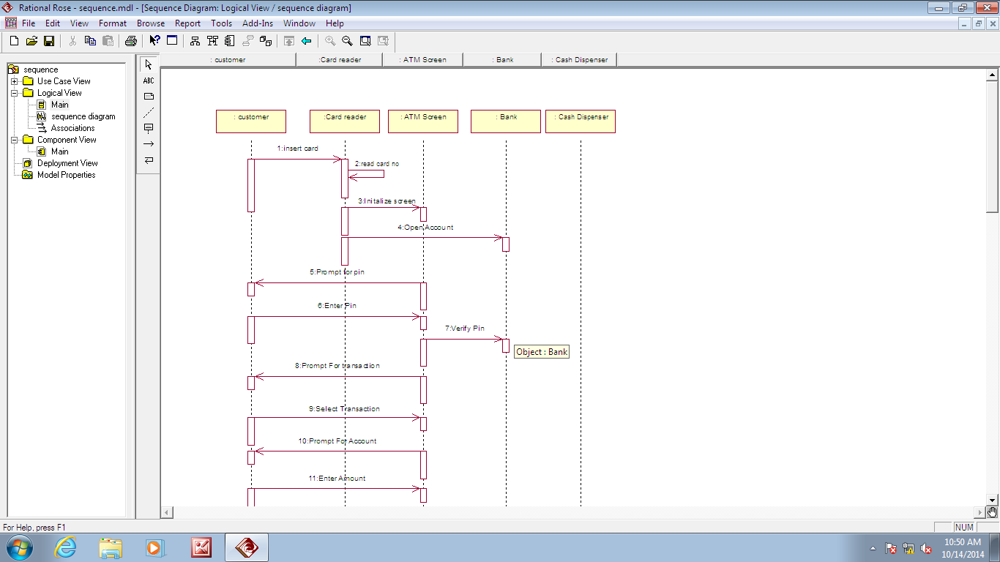 Rational Rose - sequence.mdl - [Sequence Diagram: Logical View / sequence diagram]
File Edit View Format Browse Report Tools Add-Ins Window Help
ABC
sequence
Use Case View
Logical View
Main
sequence diagram
Associations
Component View
Main
Deployment View
Model Properties
: customer :Card reader : ATM Screen : Bank : Cash Dispenser
: customer :Card reader : ATM Screen : Bank : Cash Dispenser
1:insert card
2:read card no
3:Initalize screen
4:Open Account
5:Prompt for pin
6:Enter Pin
7:Verify Pin
Object : Bank
8:Prompt For transaction
9:Select Transaction
10:Prompt For Account
11:Enter Amount
For Help, press F1
NUM
10:50 AM
10/14/2014